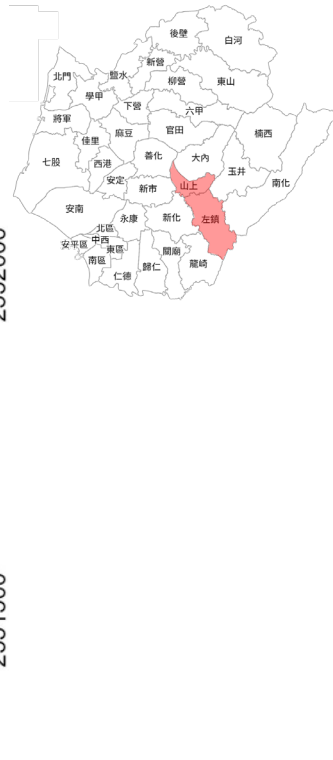 後壁
白河
新營
北門
鹽水
柳營
東山
學甲
下營
六甲
將軍
麻豆
官田
楠西
佳里
七股
西港
善化
大內
玉井
安定
新市
山上
南化
安南
永康
新化
左鎮
北區
安平區
中西
東區
南區
關廟
仁德
歸仁
龍崎